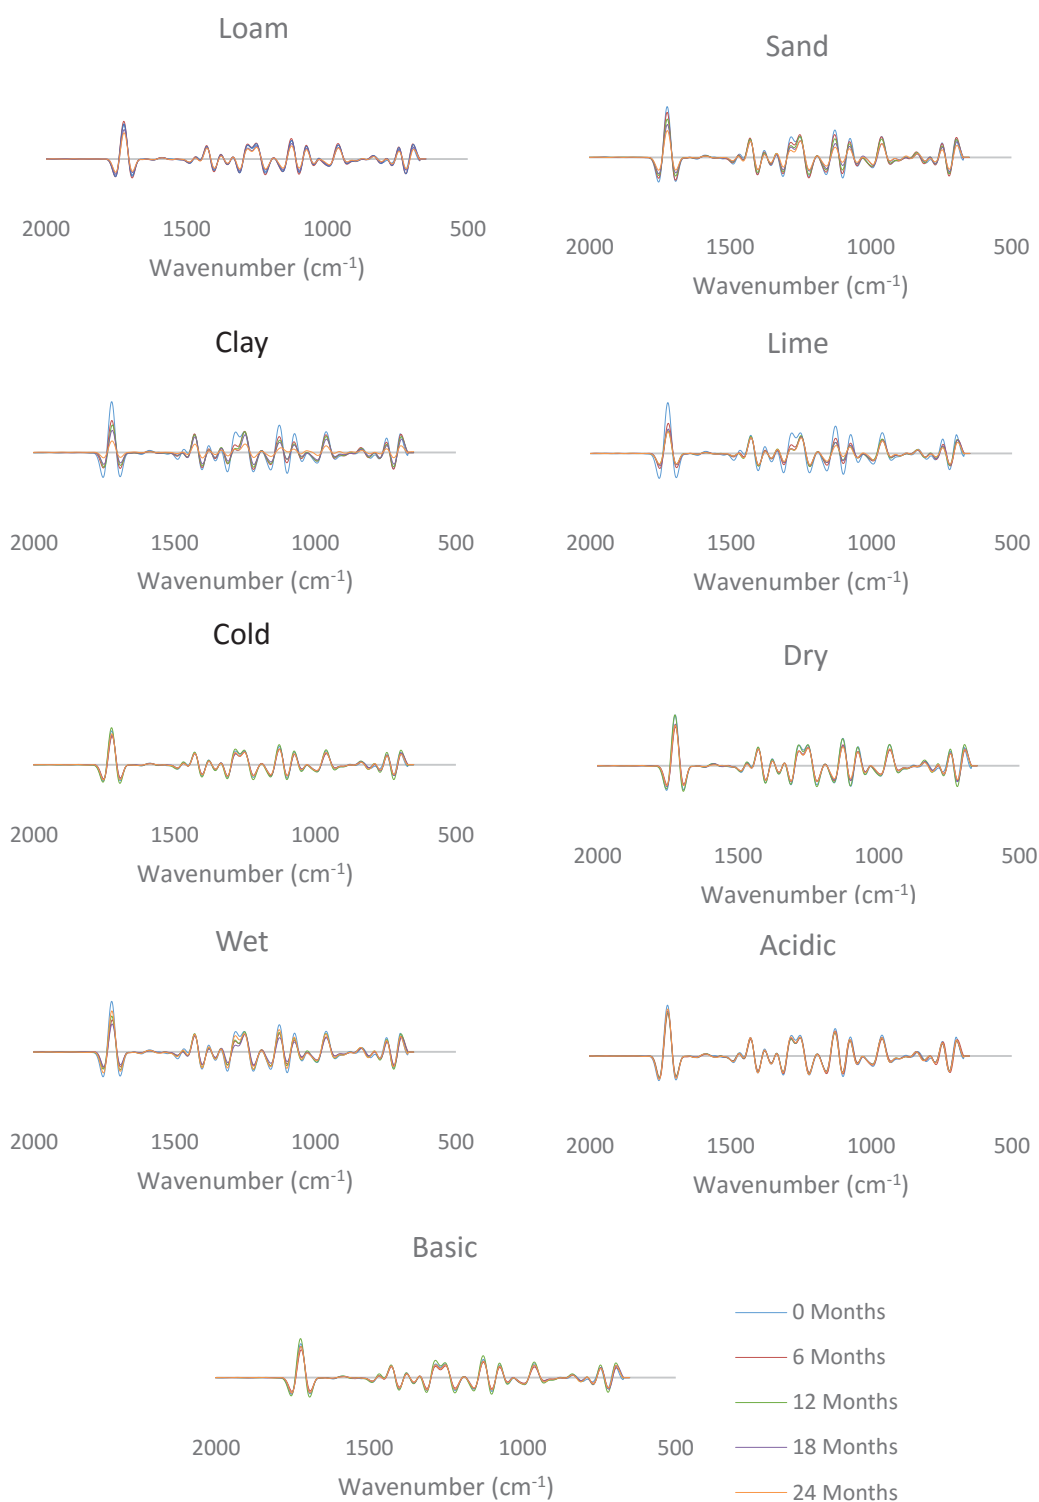 Loam
2000 1500 1000 500
Wavenumber (cm-1)
Sand
2000 1500 1000 500
Wavenumber (cm-1)
Clay
2000 1500 1000 500
Wavenumber (cm-1)
Lime
2000 1500 1000 500
Wavenumber (cm-1)
Cold
2000 1500 1000 500
Wavenumber (cm-1)
Dry
2000 1500 1000 500
Wavenumber (cm-1)
Wet
2000 1500 1000 500
Wavenumber (cm-1)
Acidic
2000 1500 1000 500
Wavenumber (cm-1)
Basic
2000 1500 1000 500
Wavenumber (cm-1)
0 Months
6 Months
12 Months
18 Months
24 Months